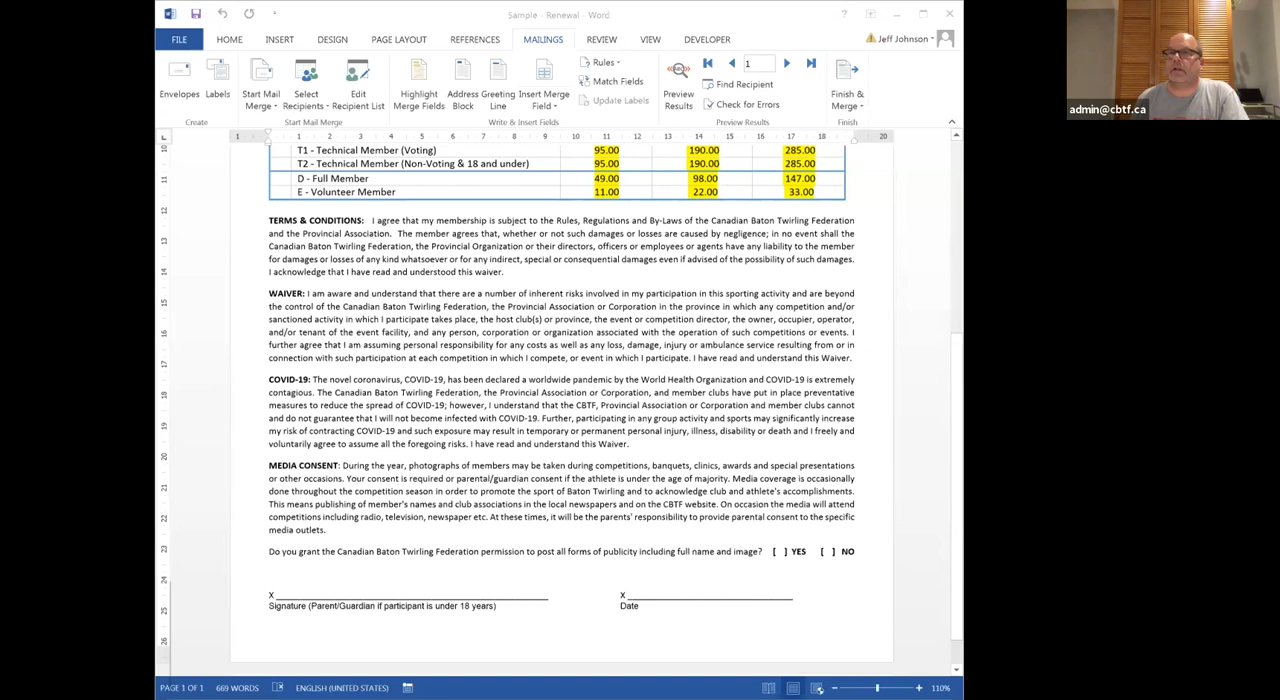 Sample - Renewal - Word
Jeff Johnson
FILE HOME INSERT DESIGN PAGE LAYOUT REFERENCES MAILINGS REVIEW VIEW DEVELOPER
Envelopes Labels
Create
Start Mail Merge
Select Recipients
Edit Recipient List
Start Mail Merge
Highlight Merge Fields
Address Block
Greeting Line
Insert Merge Field
Rules
Match Fields
Update Labels
Write & Insert Fields
Preview Results
1
Find Recipient
Check for Errors
Preview Results
Finish & Merge
Finish
admin@cbtf.ca
1 1 2 3 4 5 6 7 8 9 10 11 12 13 14 15 16 17 18 20
T1 - Technical Member (Voting) 95.00 190.00 285.00
T2 - Technical Member (Non-Voting & 18 and under) 95.00 190.00 285.00
D - Full Member 49.00 98.00 147.00
E - Volunteer Member 11.00 22.00 33.00
TERMS & CONDITIONS: I agree that my membership is subject to the Rules, Regulations and By-Laws of the Canadian Baton Twirling Federation
and the Provincial Association. The member agrees that, whether or not such damages or losses are caused by negligence; in no event shall the
Canadian Baton Twirling Federation, the Provincial Organization or their directors, officers or employees or agents have any liability to the member
for damages or losses of any kind whatsoever or for any indirect, special or consequential damages even if advised of the possibility of such damages.
I acknowledge that I have read and understood this waiver.
WAIVER: I am aware and understand that there are a number of inherent risks involved in my participation in this sporting activity and are beyond
the control of the Canadian Baton Twirling Federation, the Provincial Association or Corporation in the province in which any competition and/or
sanctioned activity in which I participate takes place, the host club(s) or province, the event or competition director, the owner, occupier, operator,
and/or tenant of the event facility, and any person, corporation or organization associated with the operation of such competitions or events. I
further agree that I am assuming personal responsibility for any costs as well as any loss, damage, injury or ambulance service resulting from or in
connection with such participation at each competition in which I compete, or event in which I participate. I have read and understand this Waiver.
COVID-19: The novel coronavirus, COVID-19, has been declared a worldwide pandemic by the World Health Organization and COVID-19 is extremely
contagious. The Canadian Baton Twirling Federation, the Provincial Association or Corporation, and member clubs have put in place preventative
measures to reduce the spread of COVID-19; however, I understand that the CBTF, Provincial Association or Corporation and member clubs cannot
and do not guarantee that I will not become infected with COVID-19. Further, participating in any group activity and sports may significantly increase
my risk of contracting COVID-19 and such exposure may result in temporary or permanent personal injury, illness, disability or death and I freely and
voluntarily agree to assume all the foregoing risks. I have read and understand this Waiver.
MEDIA CONSENT: During the year, photographs of members may be taken during competitions, banquets, clinics, awards and special presentations
or other occasions. Your consent is required or parental/guardian consent if the athlete is under the age of majority. Media coverage is occasionally
done throughout the competition season in order to promote the sport of Baton Twirling and to acknowledge club and athlete's accomplishments.
This means publishing of member's names and club associations in the local newspapers and on the CBTF website. On occasion the media will attend
competitions including radio, television, newspaper etc. At these times, it will be the parents' responsibility to provide parental consent to the specific
media outlets.
Do you grant the Canadian Baton Twirling Federation permission to post all forms of publicity including full name and image? [ ] YES [ ] NO
X X
Signature (Parent/Guardian if participant is under 18 years) Date
PAGE 1 OF 1 669 WORDS ENGLISH (UNITED STATES) 110%